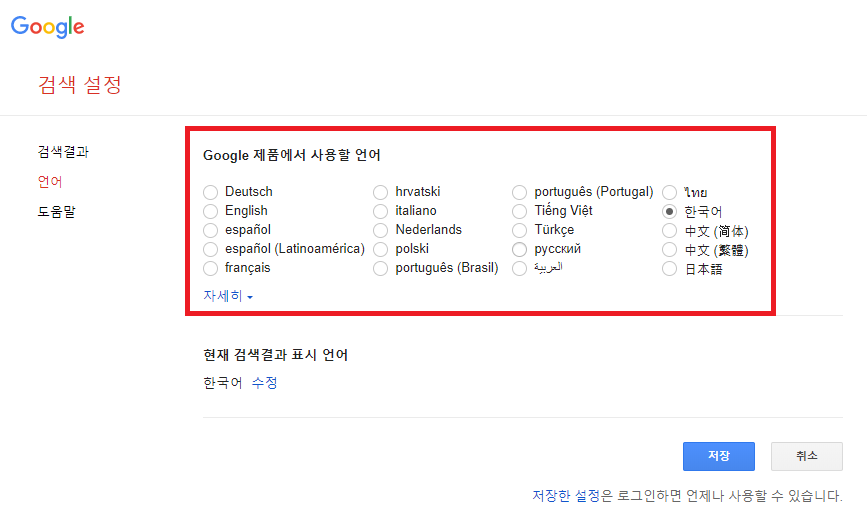 Google
검색 설정
검색결과
언어
도움말
Google 제품에서 사용할 언어
Deutsch
English
español
español (Latinoamérica)
français
hrvatski
italiano
Nederlands
polski
português (Brasil)
português (Portugal)
Tiếng Việt
Türkçe
русский
العربية
ไทย
한국어
中文 (简体)
中文 (繁體)
日本語
자세히
현재 검색결과 표시 언어
한국어 수정
저장 취소
저장한 설정은 로그인하면 언제나 사용할 수 있습니다.